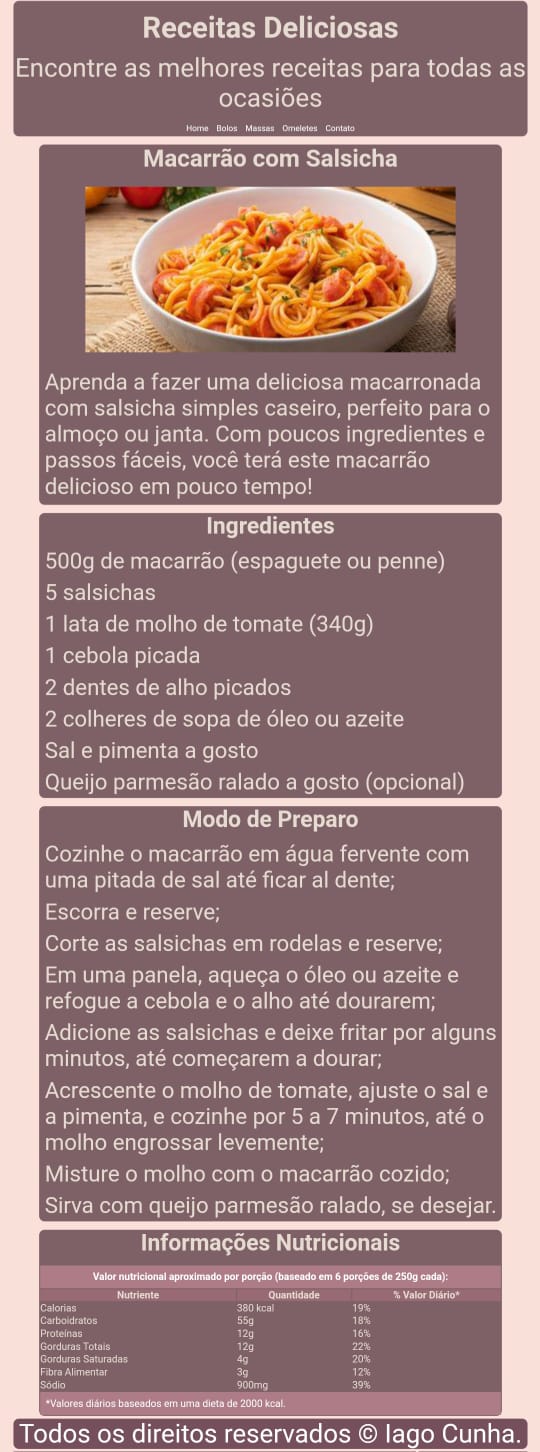 Receitas Deliciosas
Encontre as melhores receitas para todas as
ocasiões
Home Bolos Massas Omeletes Contato
Macarrão com Salsicha
Aprenda a fazer uma deliciosa macarronada
com salsicha simples caseiro, perfeito para o
almoço ou janta. Com poucos ingredientes e
passos fáceis, você terá este macarrão
delicioso em pouco tempo!
Ingredientes
500g de macarrão (espaguete ou penne)
5 salsichas
1 lata de molho de tomate (340g)
1 cebola picada
2 dentes de alho picados
2 colheres de sopa de óleo ou azeite
Sal e pimenta a gosto
Queijo parmesão ralado a gosto (opcional)
Modo de Preparo
Cozinhe o macarrão em água fervente com
uma pitada de sal até ficar al dente;
Escorra e reserve;
Corte as salsichas em rodelas e reserve;
Em uma panela, aqueça o óleo ou azeite e
refogue a cebola e o alho até dourarem;
Adicione as salsichas e deixe fritar por alguns
minutos, até começarem a dourar;
Acrescente o molho de tomate, ajuste o sal e
a pimenta, e cozinhe por 5 a 7 minutos, até o
molho engrossar levemente;
Misture o molho com o macarrão cozido;
Sirva com queijo parmesão ralado, se desejar.
Informações Nutricionais
Valor nutricional aproximado por porção (baseado em 6 porções de 250g cada):
Nutriente Quantidade % Valor Diário*
Calorias 380 kcal 19%
Carboidratos 55g 18%
Proteínas 12g 16%
Gorduras Totais 12g 22%
Gorduras Saturadas 4g 20%
Fibra Alimentar 3g 12%
Sódio 900mg 39%
*Valores diários baseados em uma dieta de 2000 kcal.
Todos os direitos reservados © Iago Cunha.